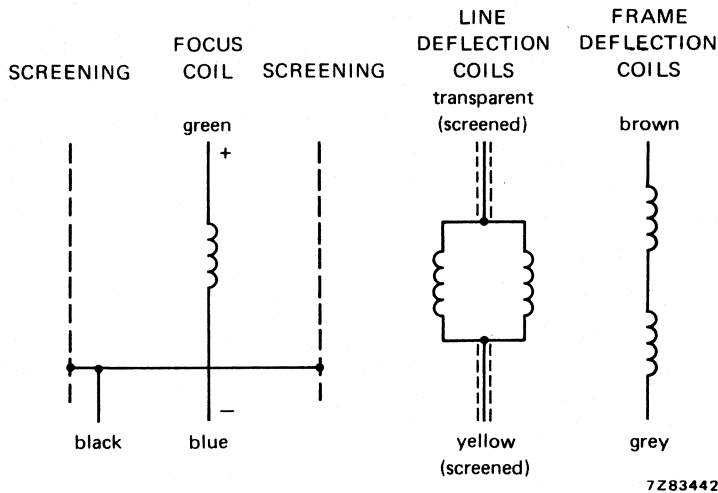 SCREENING
FOCUS
COIL
SCREENING
LINE
DEFLECTION
COILS
FRAME
DEFLECTION
COILS
green
+
transparent
(screened)
brown
black
blue
—
yellow
(screened)
grey
7Z83442